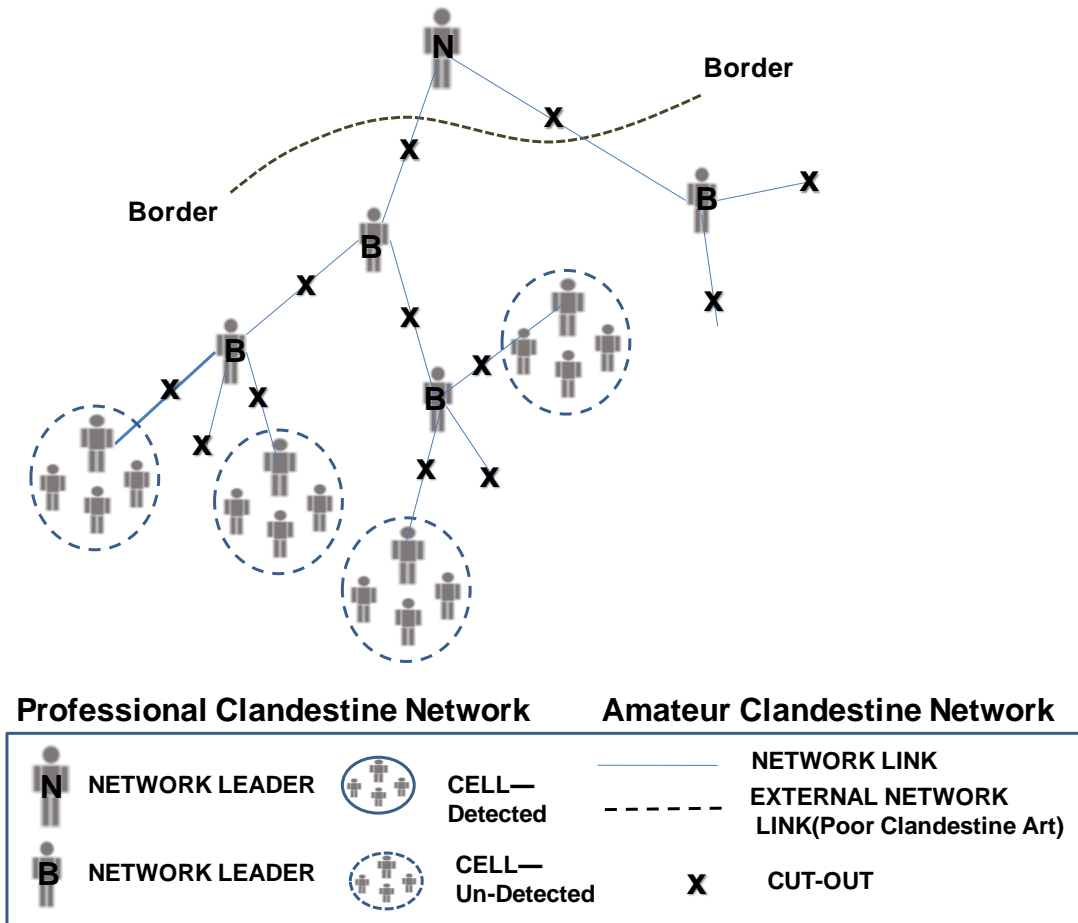 N
Border
X
X
Border
B
X
B
X
X
X
B
X
B
X
X
X
X
X
X
Professional Clandestine Network
Amateur Clandestine Network
N
NETWORK LEADER
CELL—
Detected
NETWORK LINK
EXTERNAL NETWORK
LINK(Poor Clandestine Art)
B
NETWORK LEADER
CELL—
Un-Detected
X
CUT-OUT